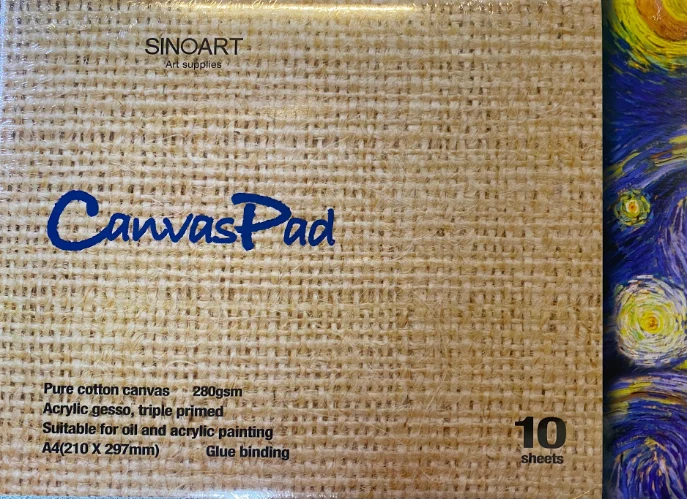 SINOART
Art supplies
CanvasPad
Pure cotton canvas 280gsm
Acrylic gesso, triple primed
Suitable for oil and acrylic painting
A4(210 X 297mm) Glue binding
10
sheets